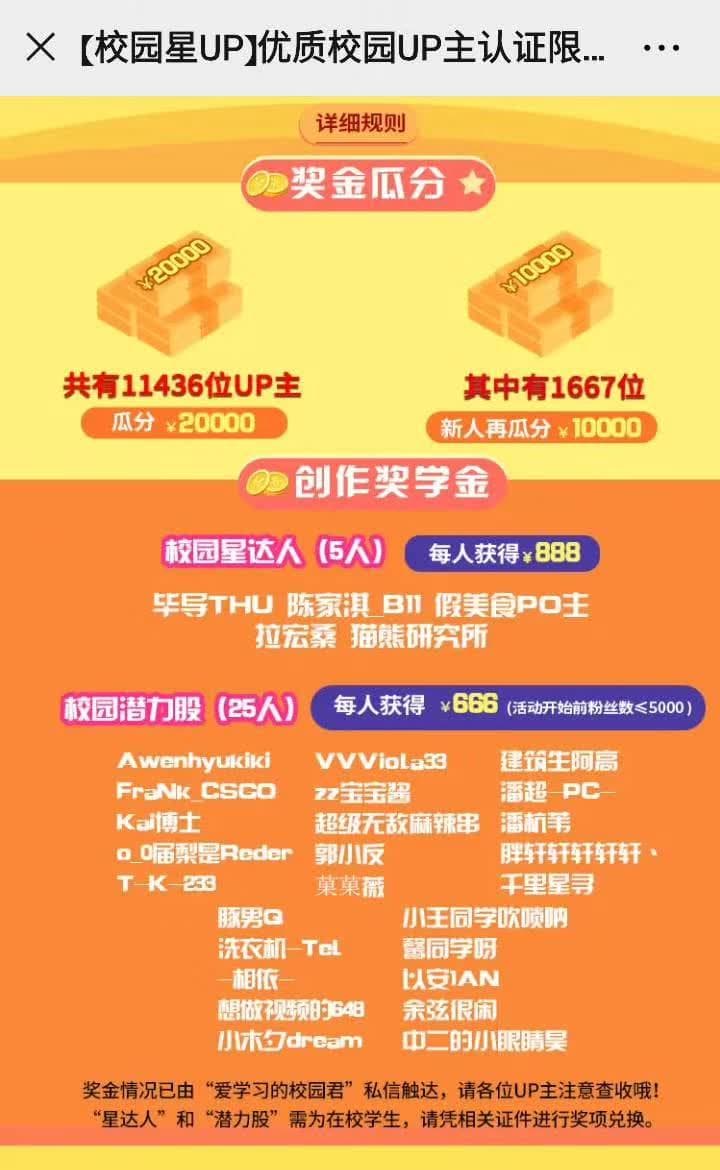 【校园星UP】优质校园UP主认证限...
详细规则
奖金瓜分
¥20000 ¥10000
共有11436位UP主 其中有1667位
瓜分 ¥20000 新人再瓜分 ¥10000
创作奖学金
校园星达人（5人） 每人获得¥888
毕导THU 陈家淇_B11 假美食PO主
拉宏桑 猫熊研究所
校园潜力股（25人） 每人获得 ¥666 (活动开始前粉丝数≤5000)
Awenhyukiki VVViola33 建筑生阿高
FraNk_CSCO zz宝宝酱 潘超—PC—
Kai博士 超级无敌麻辣串 潘杭芾
o_0届梨是Reder 郭小反 胖轩轩轩轩轩丶
T—K—233 菓菓薇 千里星寻
豚男Q 小王同学吹唢呐
洗衣机—Tel 馨同学呀
—相依— 以安IAN
想做视频的648 余弦很闲
小木夕dream 中二的小眼睛昊
奖金情况已由“爱学习的校园君”私信触达，请各位UP主注意查收哦！
“星达人”和“潜力股”需为在校学生，请凭相关证件进行奖项兑换。